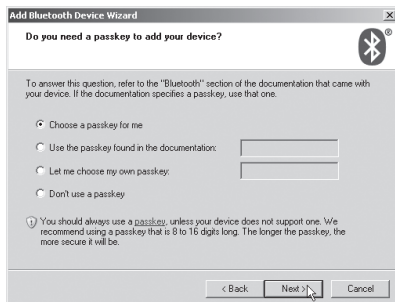 Add Bluetooth Device Wizard
Do you need a passkey to add your device?
®
To answer this question, refer to the "Bluetooth" section of the documentation that came with
your device. If the documentation specifies a passkey, use that one.
Choose a passkey for me
Use the passkey found in the documentation:
Let me choose my own passkey:
Don't use a passkey
You should always use a passkey, unless your device does not support one. We
recommend using a passkey that is 8 to 16 digits long. The longer the passkey, the
more secure it will be.
< Back Next > Cancel